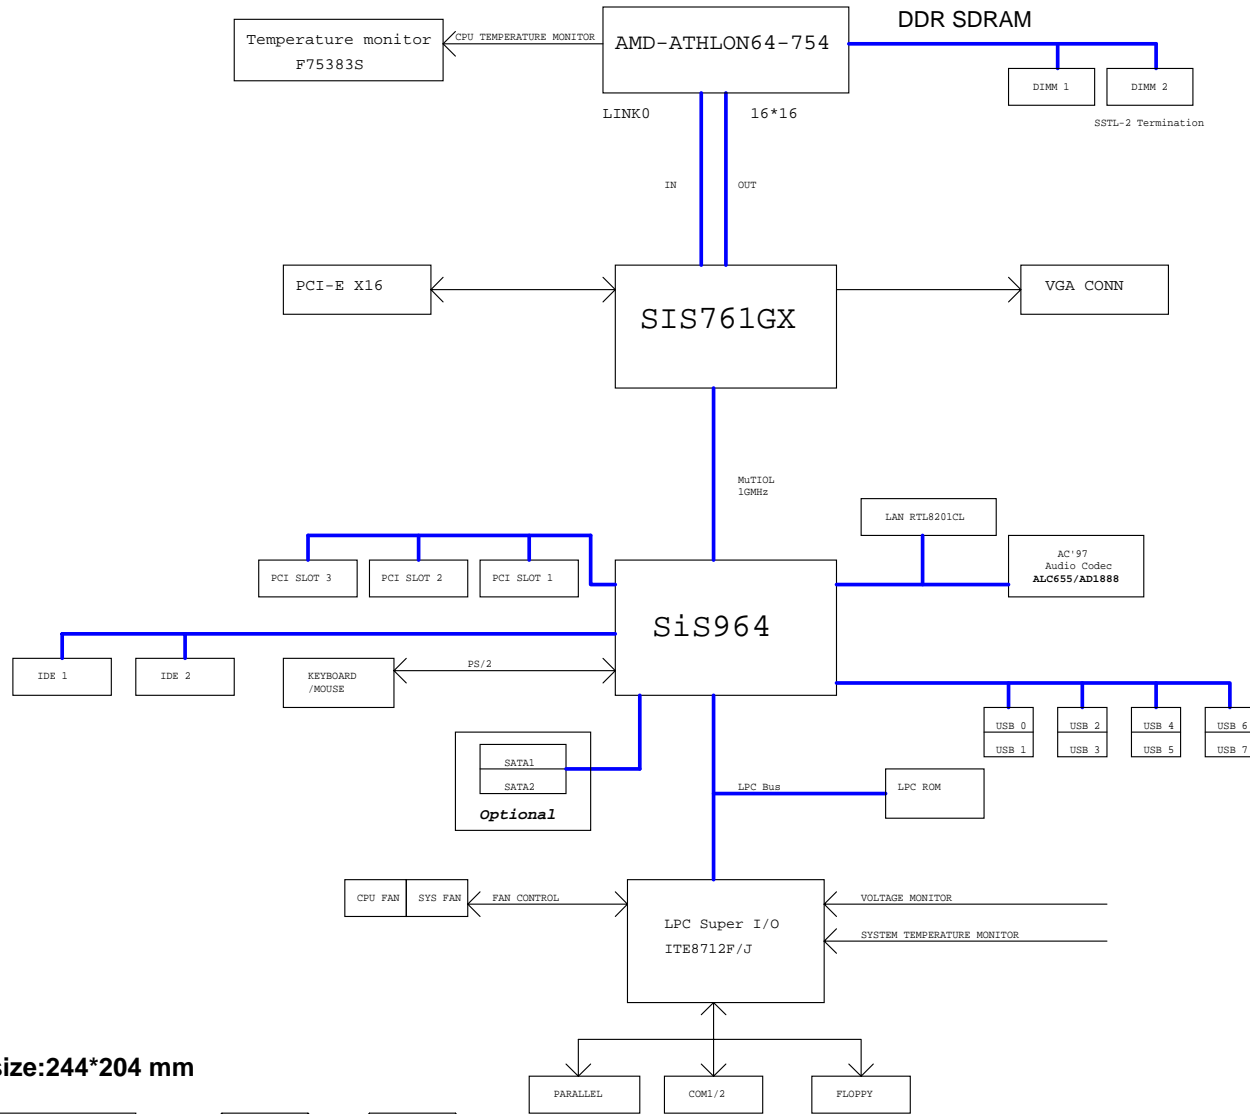 DDR SDRAM
Temperature monitor
F75383S
CPU TEMPERATURE MONITOR
AMD-ATHLON64-754
DIMM 1
DIMM 2
SSTL-2 Termination
LINK0
16*16
IN
OUT
PCI-E X16
SIS761GX
VGA CONN
MuTIOL
1GMHz
LAN RTL8201CL
AC'97
Audio Codec
ALC655/AD1888
PCI SLOT 3
PCI SLOT 2
PCI SLOT 1
SiS964
IDE 1
IDE 2
KEYBOARD
/MOUSE
PS/2
USB 0
USB 1
USB 2
USB 3
USB 4
USB 5
USB 6
USB 7
SATA1
SATA2
Optional
LPC Bus
LPC ROM
CPU FAN
SYS FAN
FAN CONTROL
LPC Super I/O
ITE8712F/J
VOLTAGE MONITOR
SYSTEM TEMPERATURE MONITOR
size:244*204 mm
PARALLEL
COM1/2
FLOPPY